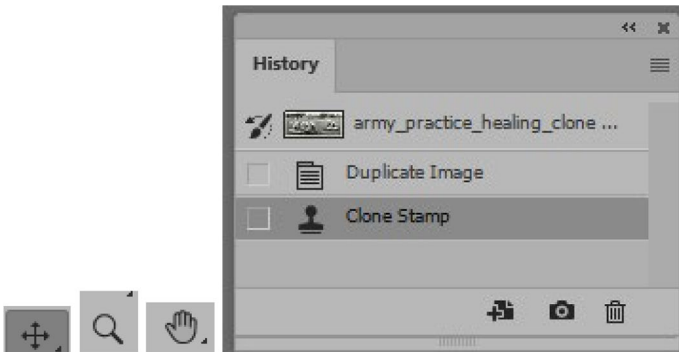 History
army_practice_healing_clone ...
Duplicate Image
Clone Stamp